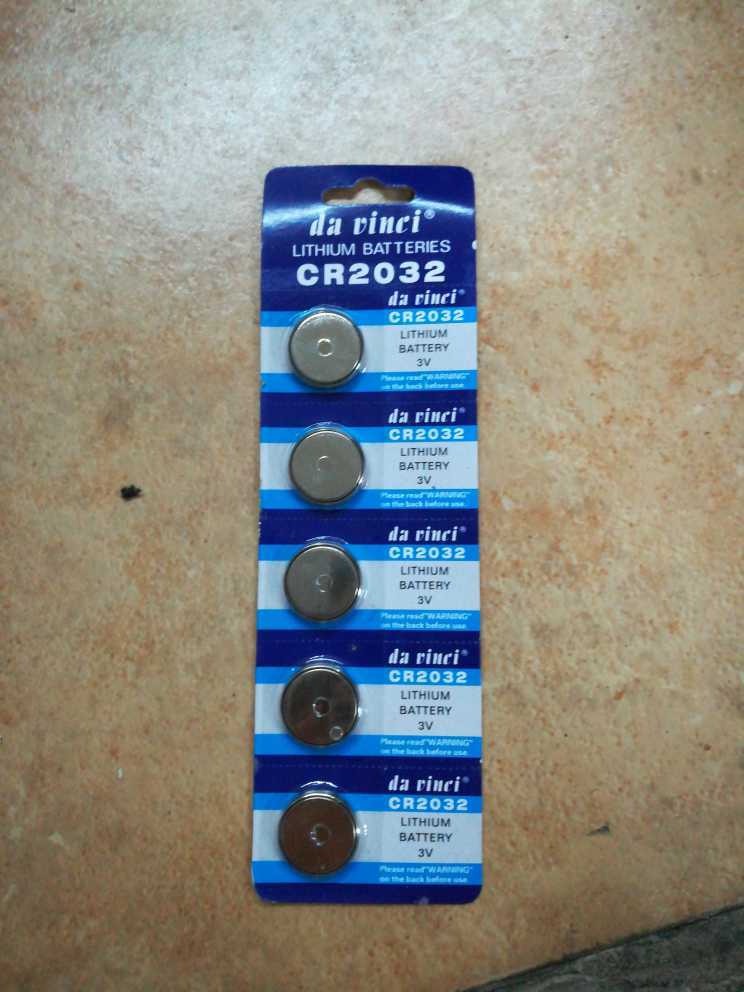 da vinci®
LITHIUM BATTERIES
CR2032
da vinci®
CR2032
LITHIUM
BATTERY
3V
Please read"WARNING"
on the back before use.
da vinci®
CR2032
LITHIUM
BATTERY
3V
Please read"WARNING"
on the back before use.
da vinci®
CR2032
LITHIUM
BATTERY
3V
Please read"WARNING"
on the back before use.
da vinci®
CR2032
LITHIUM
BATTERY
3V
Please read"WARNING"
on the back before use.
da vinci®
CR2032
LITHIUM
BATTERY
3V
Please read"WARNING"
on the back before use.